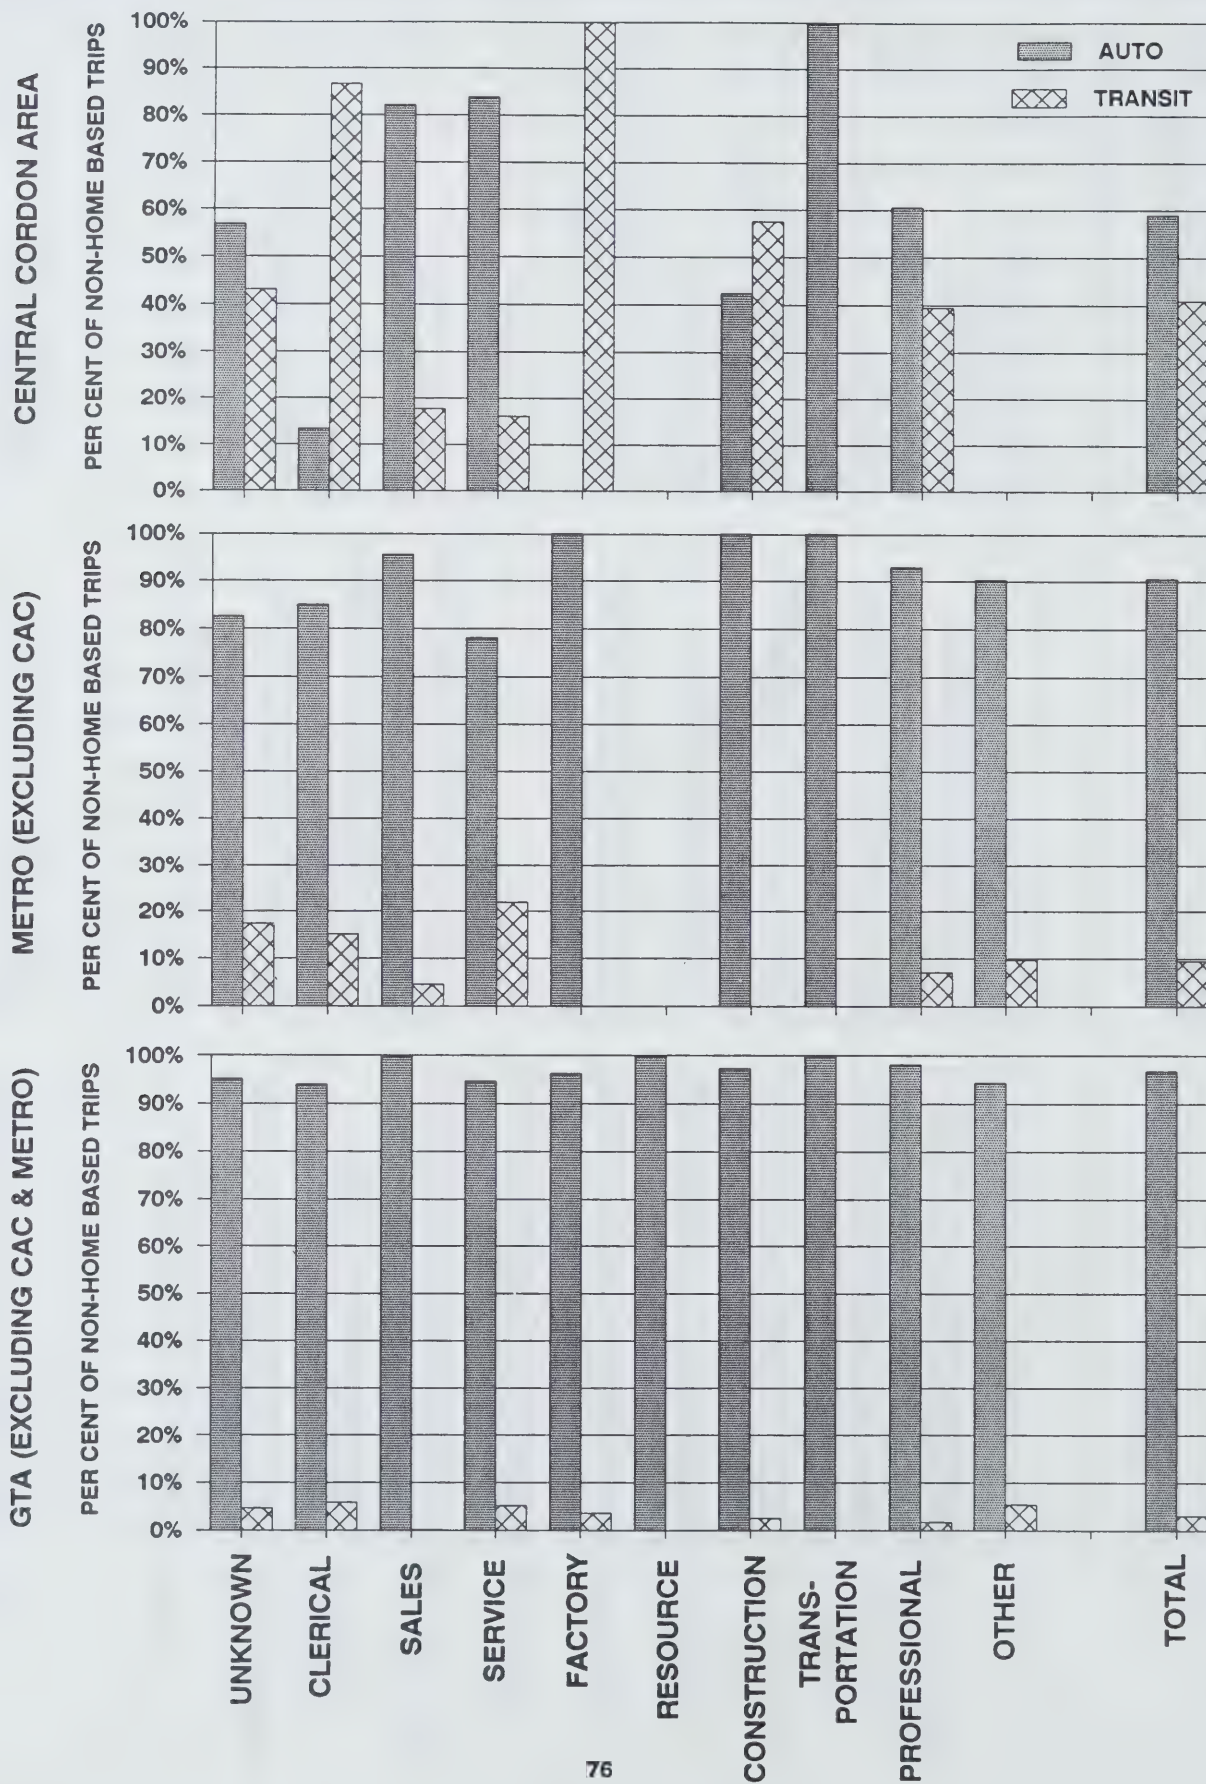 CENTRAL CORDON AREA
PER CENT OF NON-HOME BASED TRIPS
100%
90%
80%
70%
60%
50%
40%
30%
20%
10%
0%
AUTO
TRANSIT
METRO (EXCLUDING CAC)
PER CENT OF NON-HOME BASED TRIPS
100%
90%
80%
70%
60%
50%
40%
30%
20%
10%
0%
GTA (EXCLUDING CAC & METRO)
PER CENT OF NON-HOME BASED TRIPS
100%
90%
80%
70%
60%
50%
40%
30%
20%
10%
0%
UNKNOWN
CLERICAL
SALES
SERVICE
FACTORY
RESOURCE
CONSTRUCTION
TRANS-
PORTATION
PROFESSIONAL
OTHER
TOTAL
76